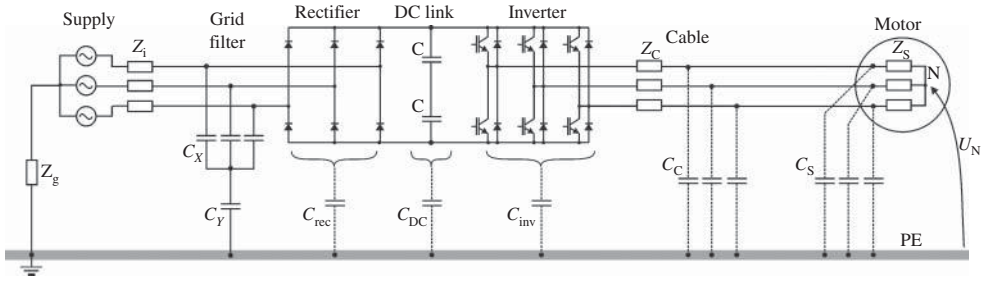 Supply
Z_i
Grid
filter
Rectifier
DC link
Inverter
Cable
Z_C
Motor
Z_S
N
C
C
Z_g
C_X
C_Y
C_rec
C_DC
C_inv
C_C
C_S
U_N
PE